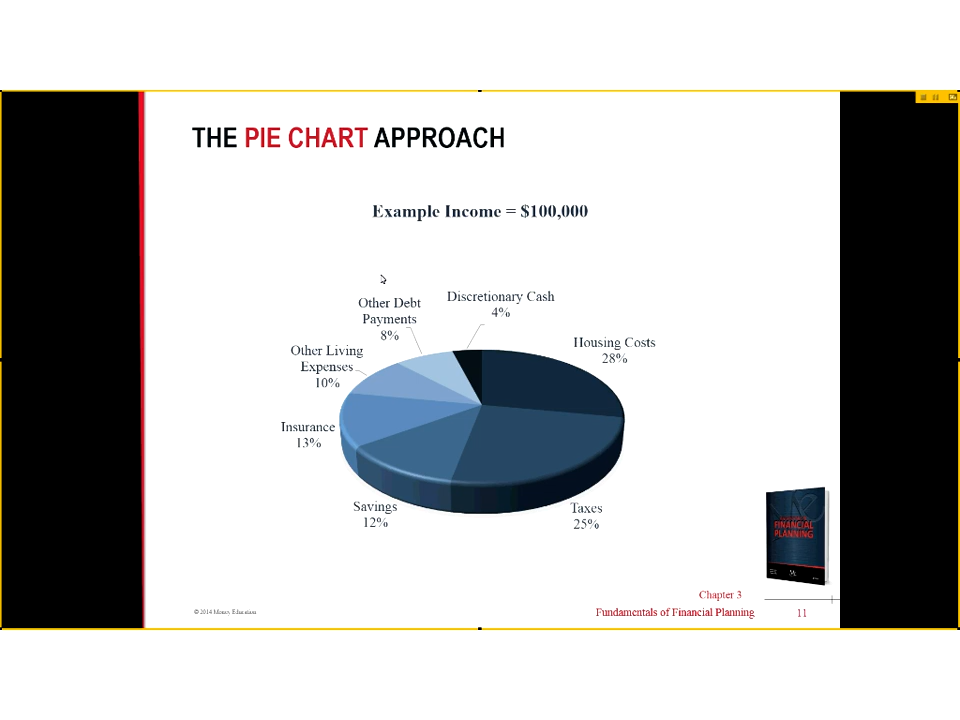 THE PIE CHART APPROACH
Example Income = $100,000
Discretionary Cash
4%
Other Debt
Payments
8%
Housing Costs
28%
Other Living
Expenses
10%
Insurance
13%
Savings
12%
Taxes
25%
FINANCIAL
PLANNING
Chapter 3
© 2014 Money Education
Fundamentals of Financial Planning
11